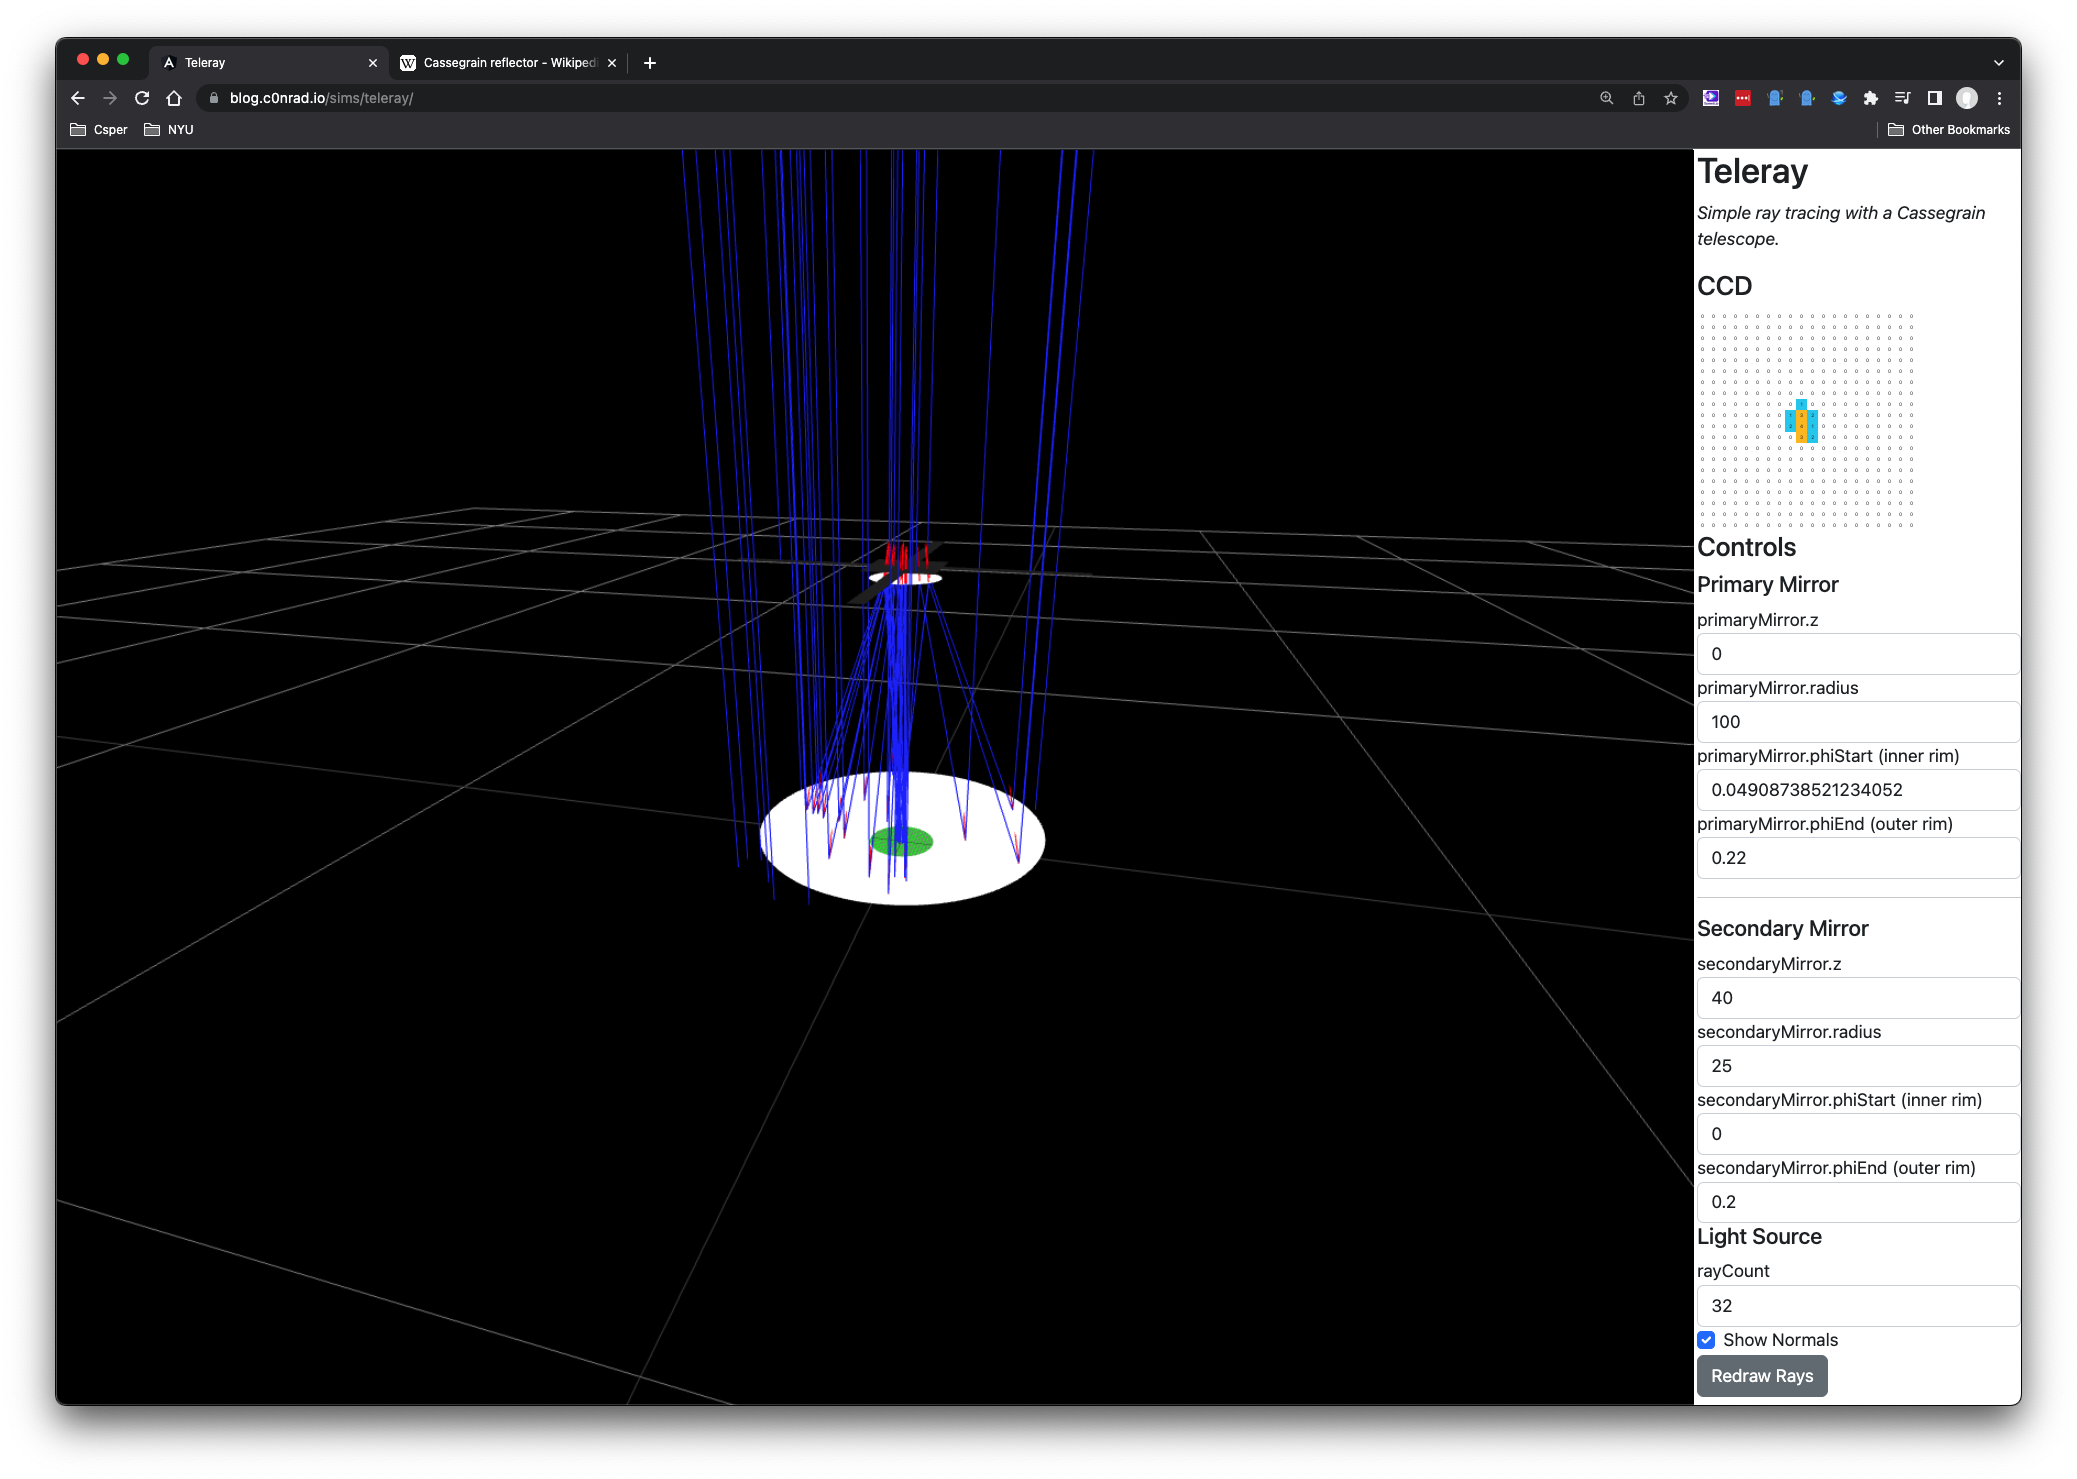 Teleray
Cassegrain reflector - Wikipedi
blog.c0nrad.io/sims/teleray/
Csper
NYU
Other Bookmarks
Teleray
Simple ray tracing with a Cassegrain
telescope.
CCD
Controls
Primary Mirror
primaryMirror.z
0
primaryMirror.radius
100
primaryMirror.phiStart (inner rim)
0.04908738521234052
primaryMirror.phiEnd (outer rim)
0.22
Secondary Mirror
secondaryMirror.z
40
secondaryMirror.radius
25
secondaryMirror.phiStart (inner rim)
0
secondaryMirror.phiEnd (outer rim)
0.2
Light Source
rayCount
32
Show Normals
Redraw Rays